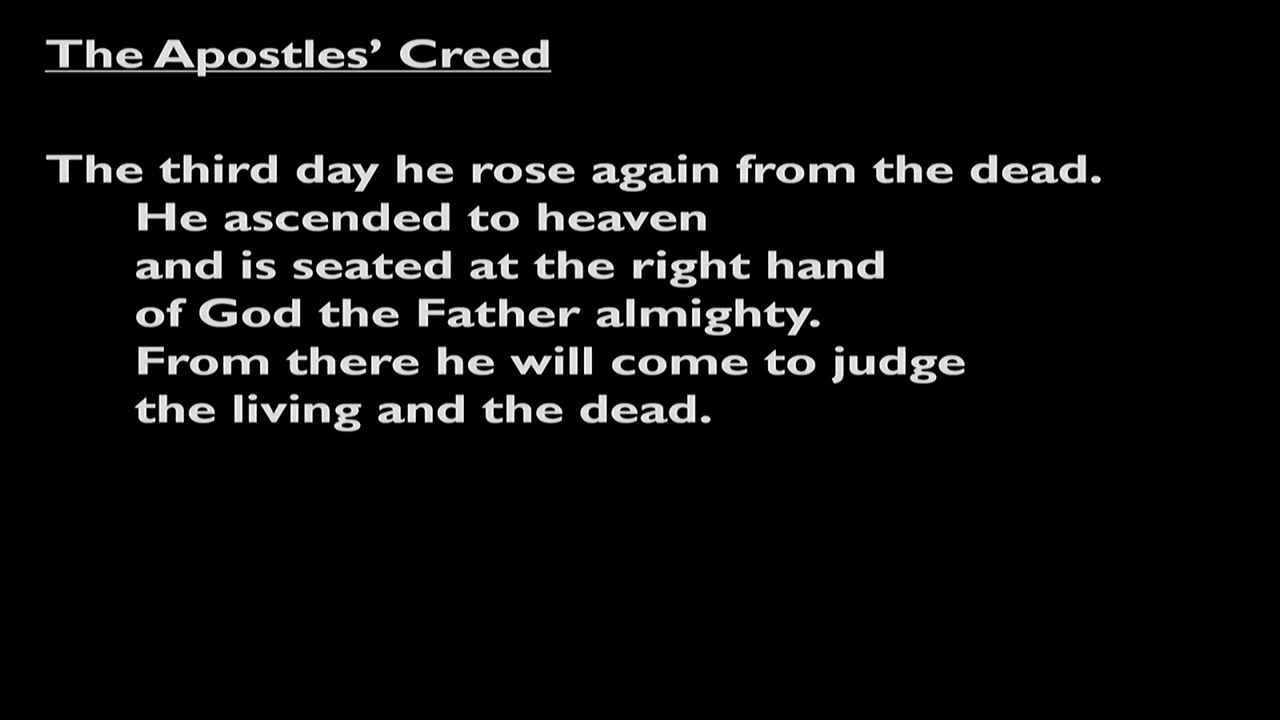 The Apostles’ Creed
The third day he rose again from the dead.
He ascended to heaven
and is seated at the right hand
of God the Father almighty.
From there he will come to judge
the living and the dead.